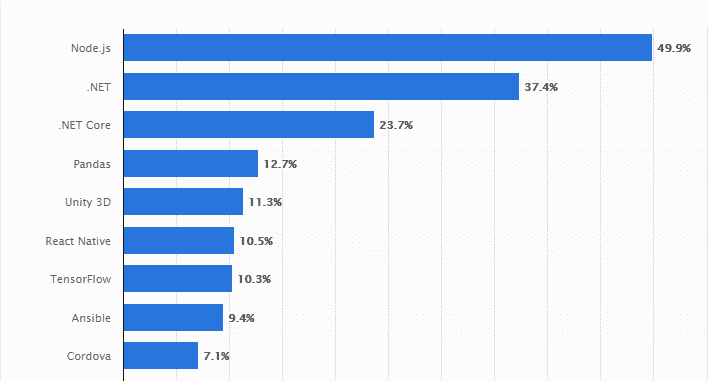 Node.js 49.9%
.NET 37.4%
.NET Core 23.7%
Pandas 12.7%
Unity 3D 11.3%
React Native 10.5%
TensorFlow 10.3%
Ansible 9.4%
Cordova 7.1%